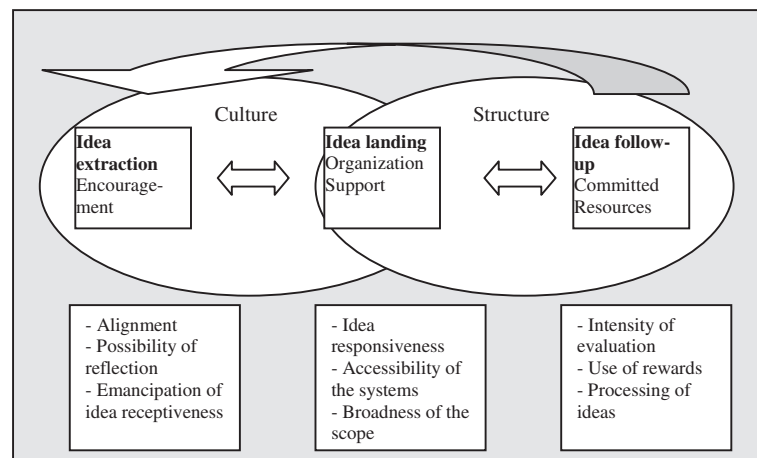 Culture
Structure
Idea
extraction
Encourage-
ment
Idea landing
Organization
Support
Idea follow-
up
Committed
Resources
- Alignment
- Possibility of
reflection
- Emancipation of
idea receptiveness
- Idea
responsiveness
- Accessibility of
the systems
- Broadness of the
scope
- Intensity of
evaluation
- Use of rewards
- Processing of
ideas